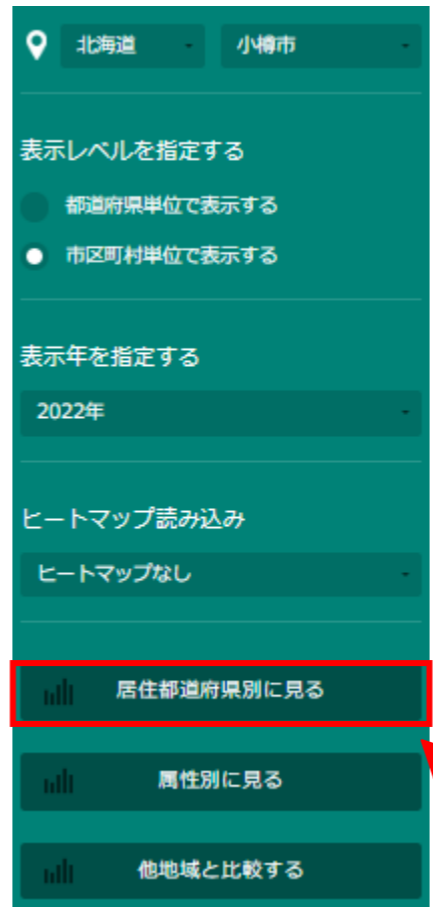 北海道 小樽市
表示レベルを指定する
都道府県単位で表示する
市区町村単位で表示する
表示年を指定する
2022年
ヒートマップ読み込み
ヒートマップなし
居住都道府県別に見る
属性別に見る
他地域と比較する